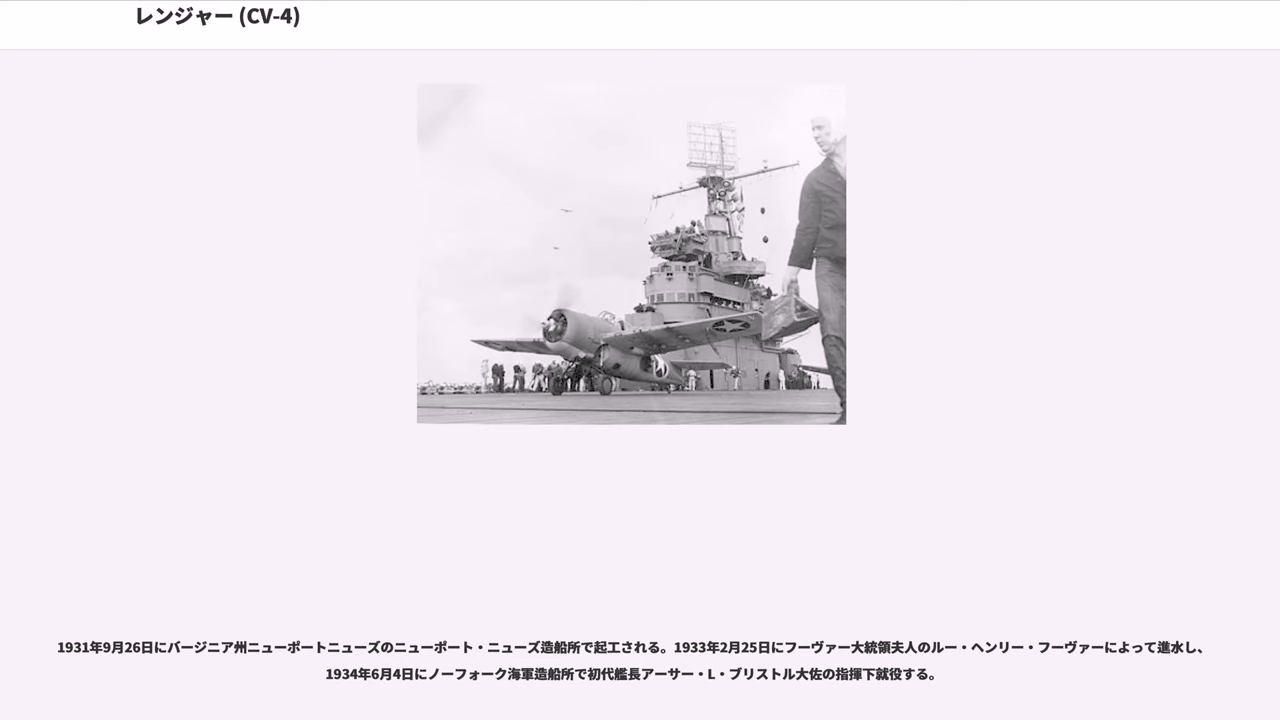 レンジャー (CV-4)
1931年9月26日にバージニア州ニューポートニューズのニューポート・ニューズ造船所で起工される。1933年2月25日にフーヴァー大統領夫人のルー・ヘンリー・フーヴァーによって進水し、
1934年6月4日にノーフォーク海軍造船所で初代艦長アーサー・L・ブリストル大佐の指揮下就役する。